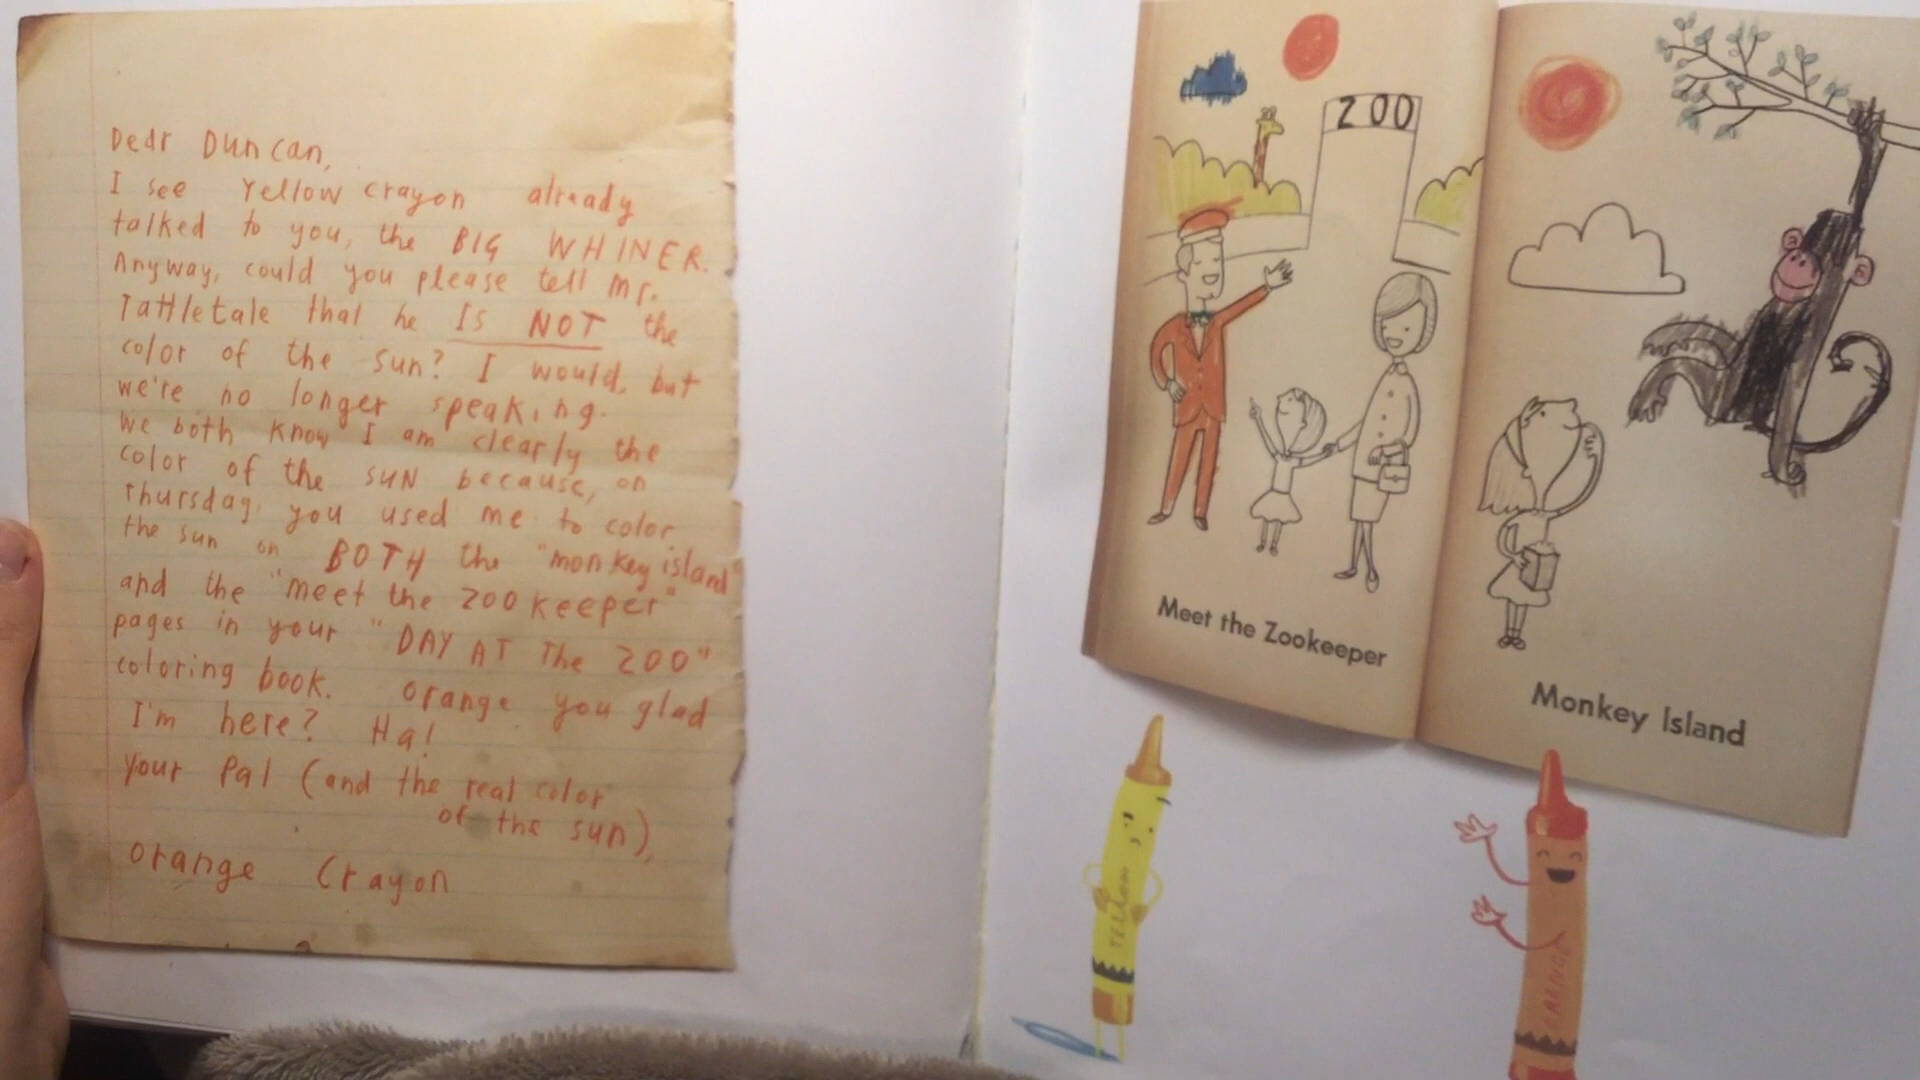 Dear Duncan,
I see Yellow crayon already
talked to you, the BIG WHINER.
Anyway, could you please tell Mr.
Tattletale that he IS NOT the
color of the sun? I would, but
we're no longer speaking.
We both know I am clearly the
color of the SUN because, on
Thursday, you used me to color
the sun on BOTH the "monkey island"
and the "meet the zoo keeper"
pages in your "DAY AT The ZOO"
coloring book. Orange you glad
I'm here? Ha!
Your Pal (and the real color
of the sun),
Orange Crayon
ZOO
Meet the Zookeeper
Monkey Island
YELLOW